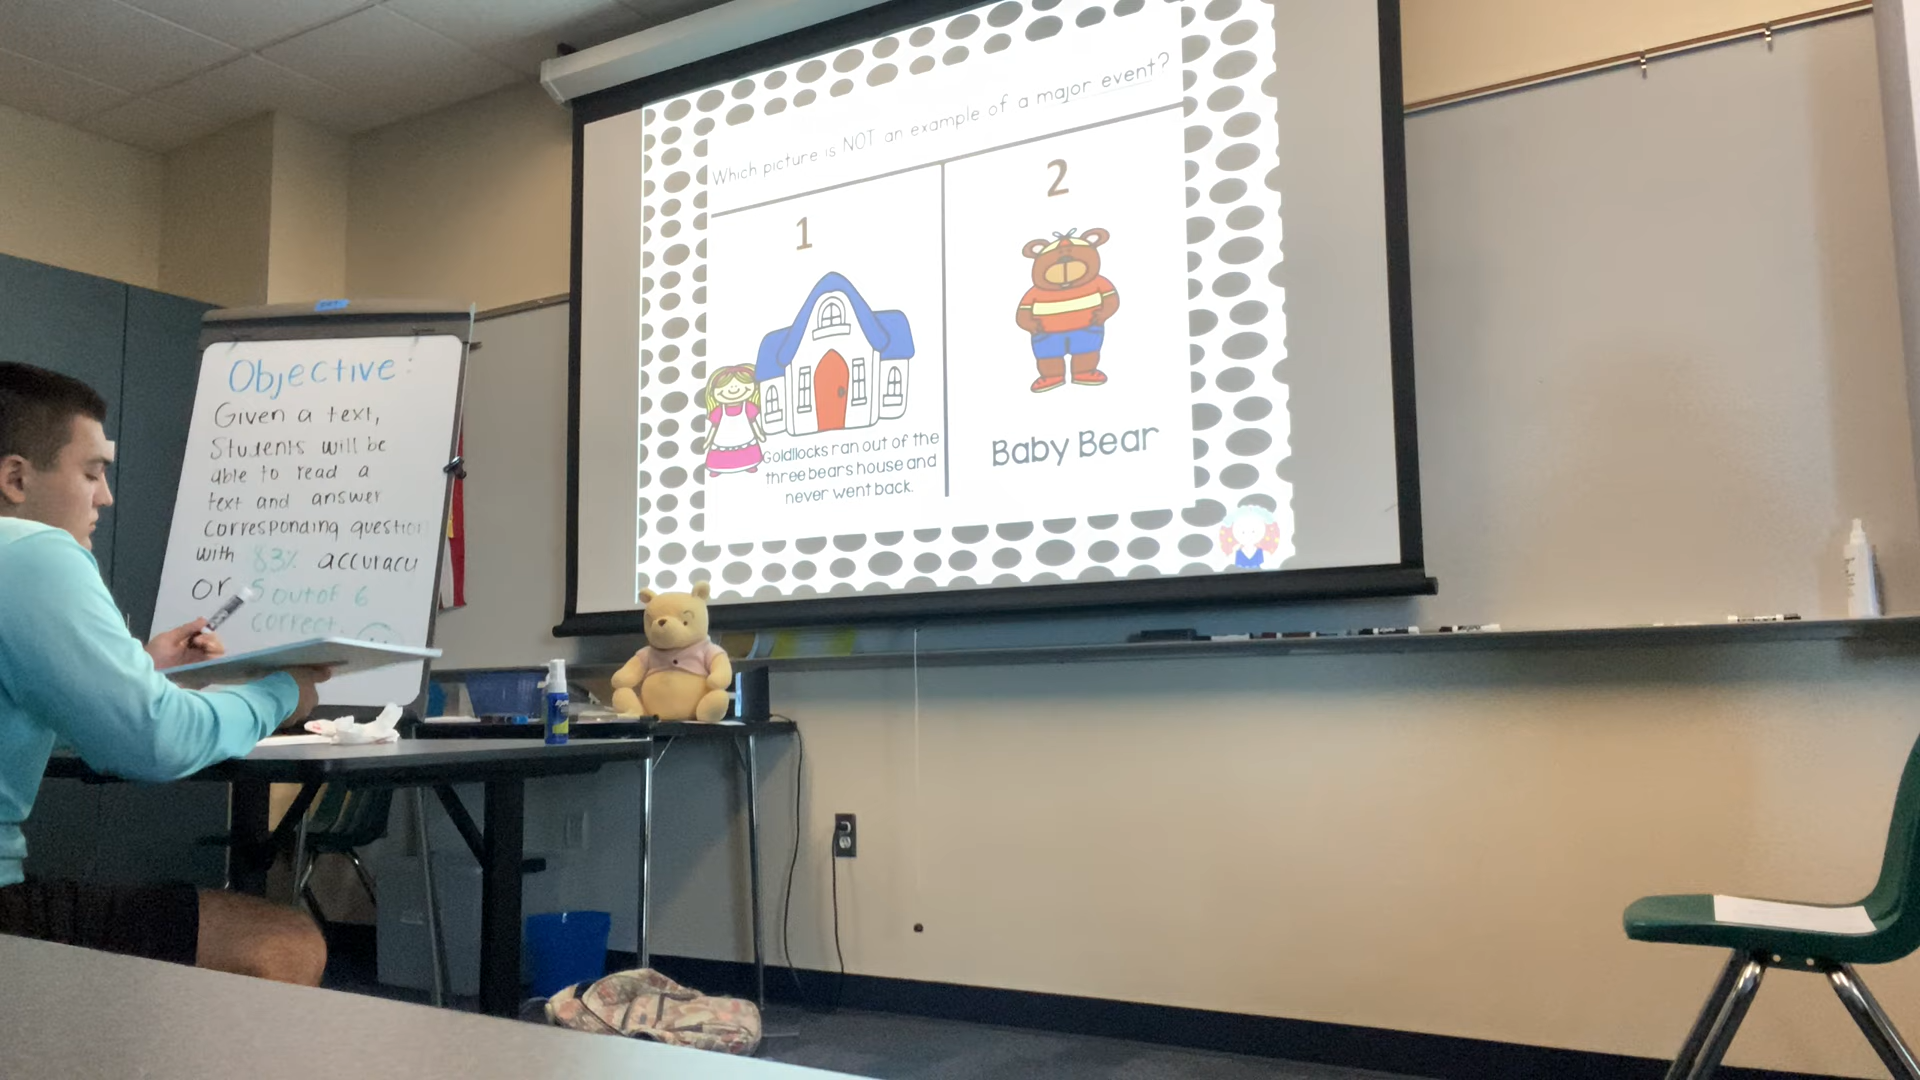 Which picture is NOT an example of a major event?
1
2
Goldilocks ran out of the
three bears house and
never went back.
Baby Bear
Objective:
Given a text,
Students will be
able to read a
text and answer
corresponding question
with 83% accuracy
or 5 out of 6
correct.